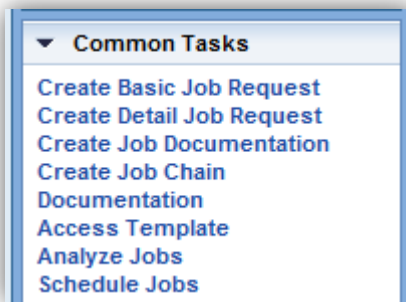 Common Tasks
Create Basic Job Request
Create Detail Job Request
Create Job Documentation
Create Job Chain
Documentation
Access Template
Analyze Jobs
Schedule Jobs